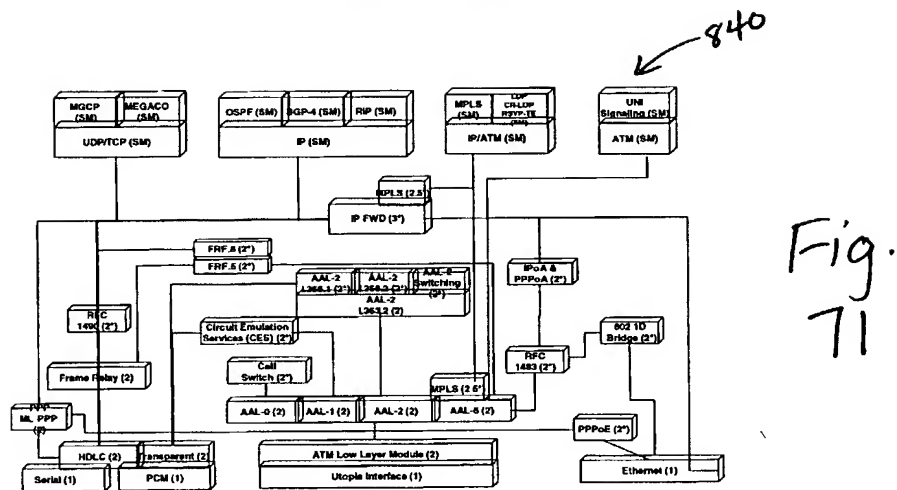 840
MGCP (SM)
MEGACO (SM)
UDP/TCP (SM)
OSPF (SM)
BGP-4 (SM)
RIP (SM)
IP (SM)
MPLS (SM)
LDP
CR-LDP
RSVP-TE
(SM)
IP/ATM (SM)
UNI
Signaling (SM)
ATM (SM)
MPLS (2.5*)
IP FWD (3*)
FRF.8 (2*)
FRF.5 (2*)
AAL-2
AAL-2
AAL-2
Switching
(2*)
AAL-2
I.363.2 (2)
IPoA &
PPPoA (2*)
RFC
1490 (2*)
Circuit Emulation
Services (CES) (2*)
802 1D
Bridge (2*)
Call
Switch (2*)
RFC
1483 (2*)
Frame Relay (2)
MPLS (2 5*)
AAL-0 (2)
AAL-1 (2)
AAL-2 (2)
AAL-5 (2)
ML PPP
PPPoE (2*)
HDLC (2)
Transparent (2)
ATM Low Layer Module (2)
Serial (1)
PCM (1)
Utopia Interface (1)
Ethernet (1)
Fig.
71